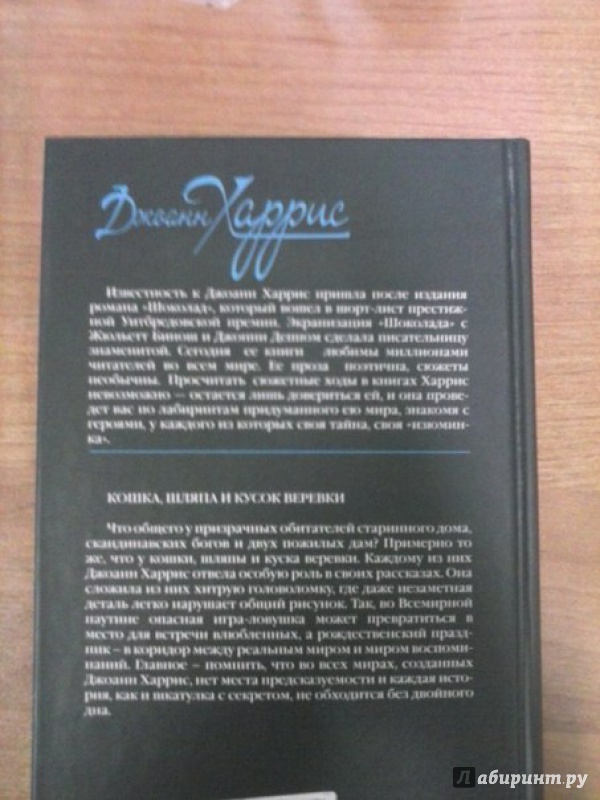 Джоанн Харрис
Известность к Джоанн Харрис пришла после издания
романа «Шоколад», который вошел в шорт-лист престиж-
ной Уитбредовской премии. Экранизация «Шоколада» с
Жюльетт Бинош и Джонни Деппом сделала писательницу
знаменитой. Сегодня ее книги любимы миллионами
читателей во всем мире. Ее проза поэтична, сюжеты
необычны. Просчитать сюжетные ходы в книгах Харрис
невозможно — остается лишь довериться ей, и она прове-
дет вас по лабиринтам придуманного ею мира, знакомя с
героями, у каждого из которых своя тайна, своя «изюмин-
ка».
КОШКА, ШЛЯПА И КУСОК ВЕРЕВКИ
Что общего у призрачных обитателей старинного дома,
скандинавских богов и двух пожилых дам? Примерно то
же, что у кошки, шляпы и куска веревки. Каждому из них
Джоанн Харрис отвела особую роль в своих рассказах. Она
сложила из них хитрую головоломку, где даже незаметная
деталь легко нарушает общий рисунок. Так, во Всемирной
паутине опасная игра-ловушка может превратиться в
место для встречи влюбленных, а рождественский празд-
ник – в коридор между реальным миром и миром воспоми-
наний. Главное – помнить, что во всех мирах, созданных
Джоанн Харрис, нет места предсказуемости и каждая исто-
рия, как и шкатулка с секретом, не обходится без двойного
дна.
лабиринт.ру